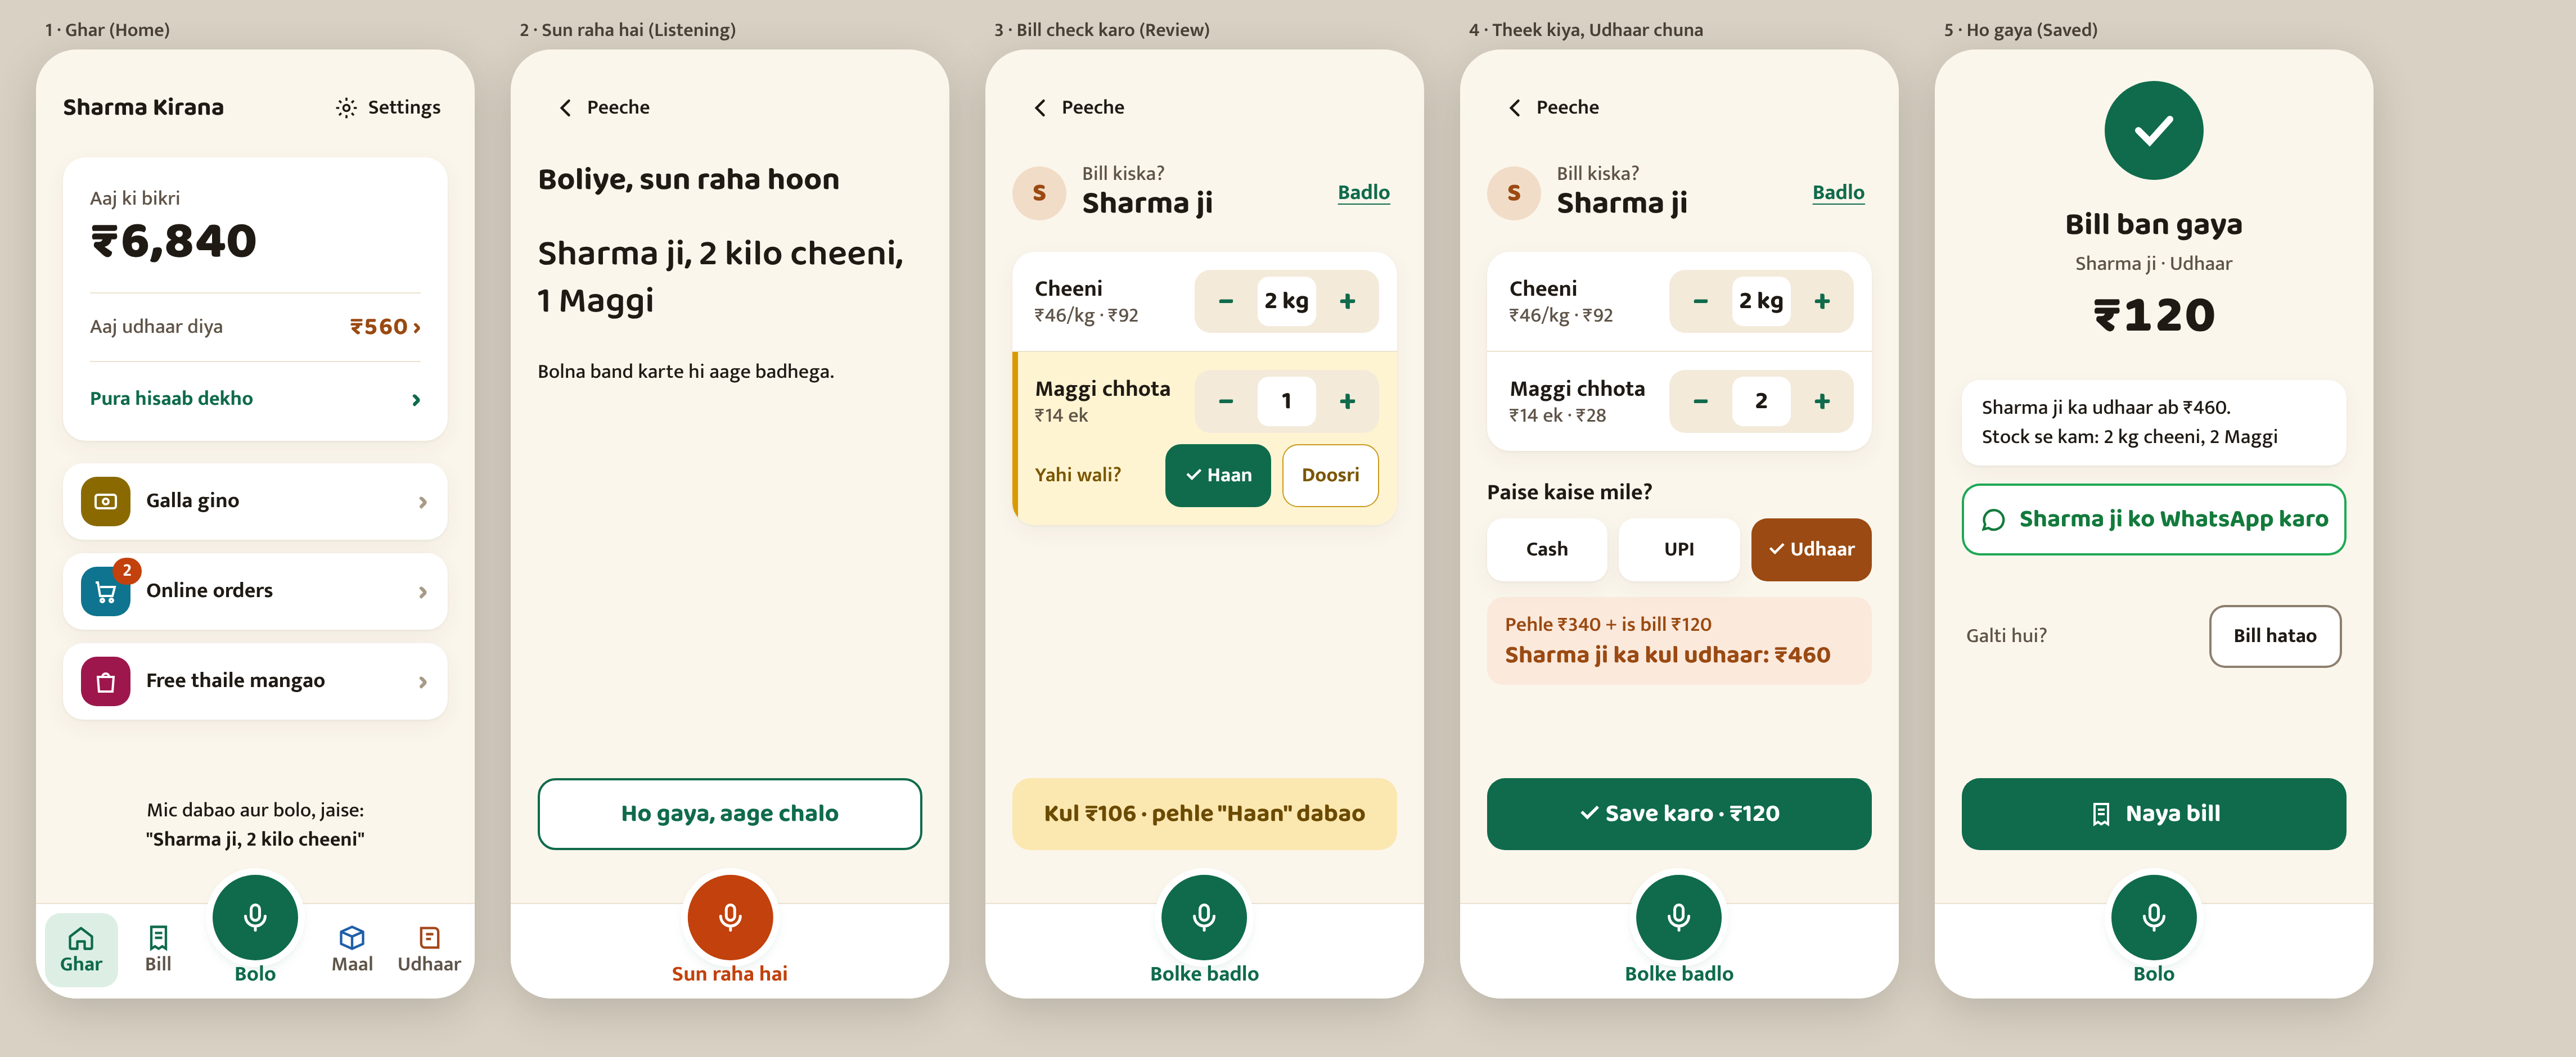 1 · Ghar (Home)
Sharma Kirana
Settings
Aaj ki bikri
₹6,840
Aaj udhaar diya
₹560 ›
Pura hisaab dekho ›
Galla gino ›
2
Online orders ›
Free thaile mangao ›
Mic dabao aur bolo, jaise:
"Sharma ji, 2 kilo cheeni"
Ghar
Bill
Bolo
Maal
Udhaar
2 · Sun raha hai (Listening)
Peeche
Boliye, sun raha hoon
Sharma ji, 2 kilo cheeni,
1 Maggi
Bolna band karte hi aage badhega.
Ho gaya, aage chalo
Sun raha hai
3 · Bill check karo (Review)
Peeche
S
Bill kiska?
Sharma ji
Badlo
Cheeni
₹46/kg · ₹92
− 2 kg +
Maggi chhota
₹14 ek
− 1 +
Yahi wali?
✓ Haan
Doosri
Kul ₹106 · pehle "Haan" dabao
Bolke badlo
4 · Theek kiya, Udhaar chuna
Peeche
S
Bill kiska?
Sharma ji
Badlo
Cheeni
₹46/kg · ₹92
− 2 kg +
Maggi chhota
₹14 ek · ₹28
− 2 +
Paise kaise mile?
Cash
UPI
✓ Udhaar
Pehle ₹340 + is bill ₹120
Sharma ji ka kul udhaar: ₹460
✓ Save karo · ₹120
Bolke badlo
5 · Ho gaya (Saved)
Bill ban gaya
Sharma ji · Udhaar
₹120
Sharma ji ka udhaar ab ₹460.
Stock se kam: 2 kg cheeni, 2 Maggi
Sharma ji ko WhatsApp karo
Galti hui?
Bill hatao
Naya bill
Bolo